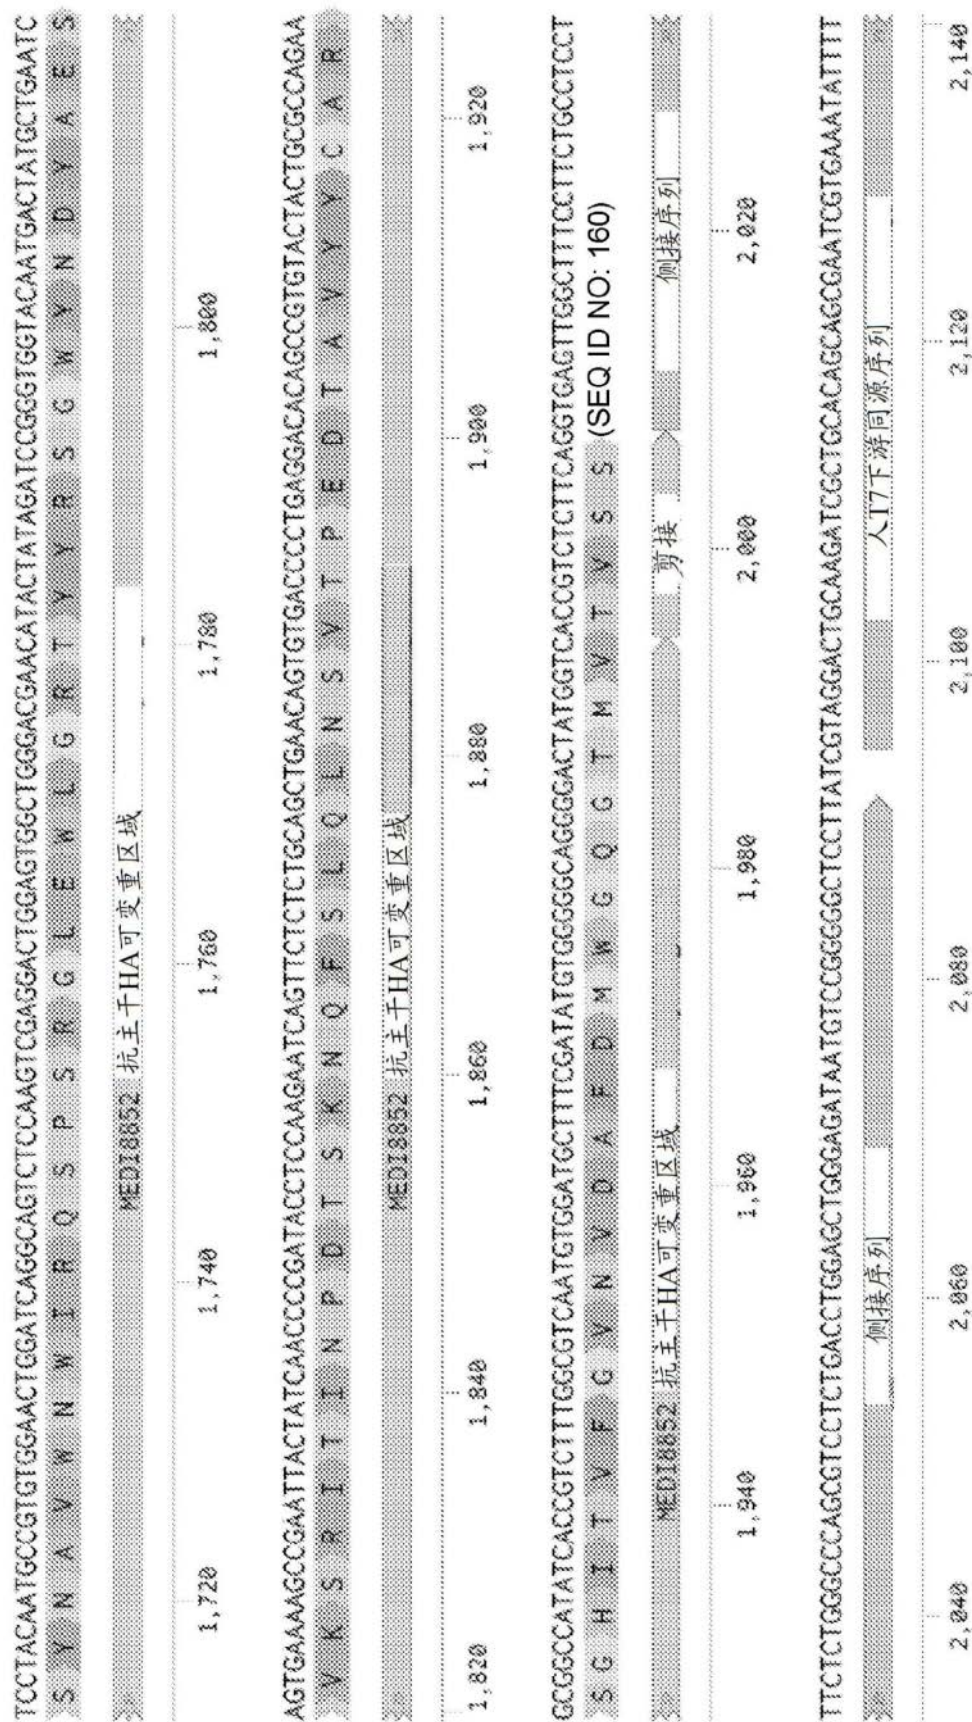 TCCTACAATGCCGTGTGGAACTGGATCAGGCAGTCTCCAAGTCGAGGACTGGAGTGGCTGGGACGAACATACTATAGATCCGGGTGGTACAATGACTATGCTGAATC
S Y N A V W N W I R Q S P S R G L E W L G R T Y Y R S G W Y N D Y A E S
MEDI8852 抗主干HA可变重区域
1,720 1,740 1,760 1,780 1,800
AGTGAAAAGCCGAATTACTATCAACCCCGATACCTCCAAGAATCAGTTCTCTCTGCAGCTGAACAGTGTGACCCCTGAGGACACAGCCGTGTACTACTGCGCCAGAA
V K S R I T I N P D T S K N Q F S L Q L N S V T P E D T A V Y Y C A R
MEDI8852 抗主干HA可变重区域
1,820 1,840 1,860 1,880 1,900 1,920
GCGGCCATATCACCGTCTTTGGCGTCAATGTGGATGCTTTCGATATGTGGGGGCAGGGGACTATGGTCACCGTCTCTTCAGGTGAGTTGGCTTTCCTTCTGCCTCCT
S G H I T V F G V N V D A F D M W G Q G T M V T V S S (SEQ ID NO: 160)
MEDI8852 抗主干HA可变重区域 剪接 侧接序列
1,940 1,960 1,980 2,000 2,020
TTCTCTGGGCCCAGCGTCCTCTGACCTGGAGCTGGGAGATAATGTCCGGGGGCTCCTTATCGTAGGACTGCAAGATCGCTGCACAGCAGCGAATCGTGAAATATTTT
侧接序列 人T7下游同源序列
2,040 2,060 2,080 2,100 2,120 2,140